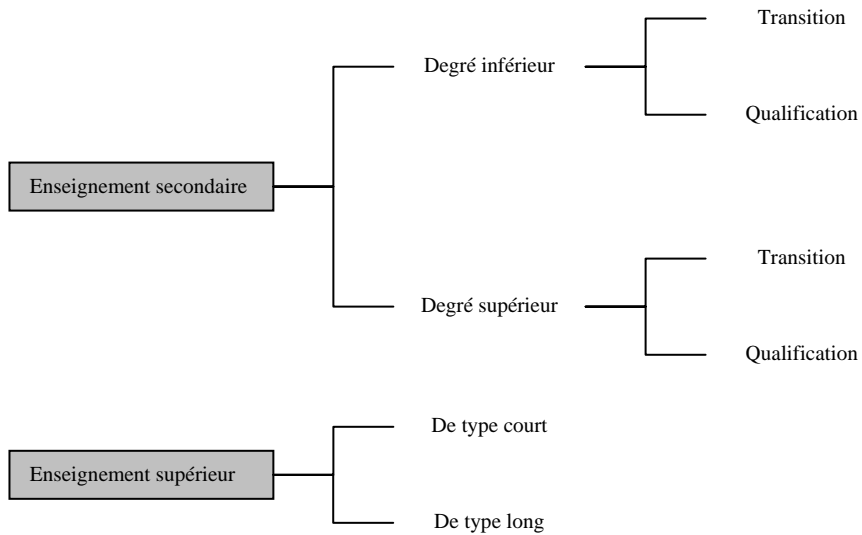 Transition
Degré inférieur
Qualification
Enseignement secondaire
Transition
Degré supérieur
Qualification
De type court
Enseignement supérieur
De type long